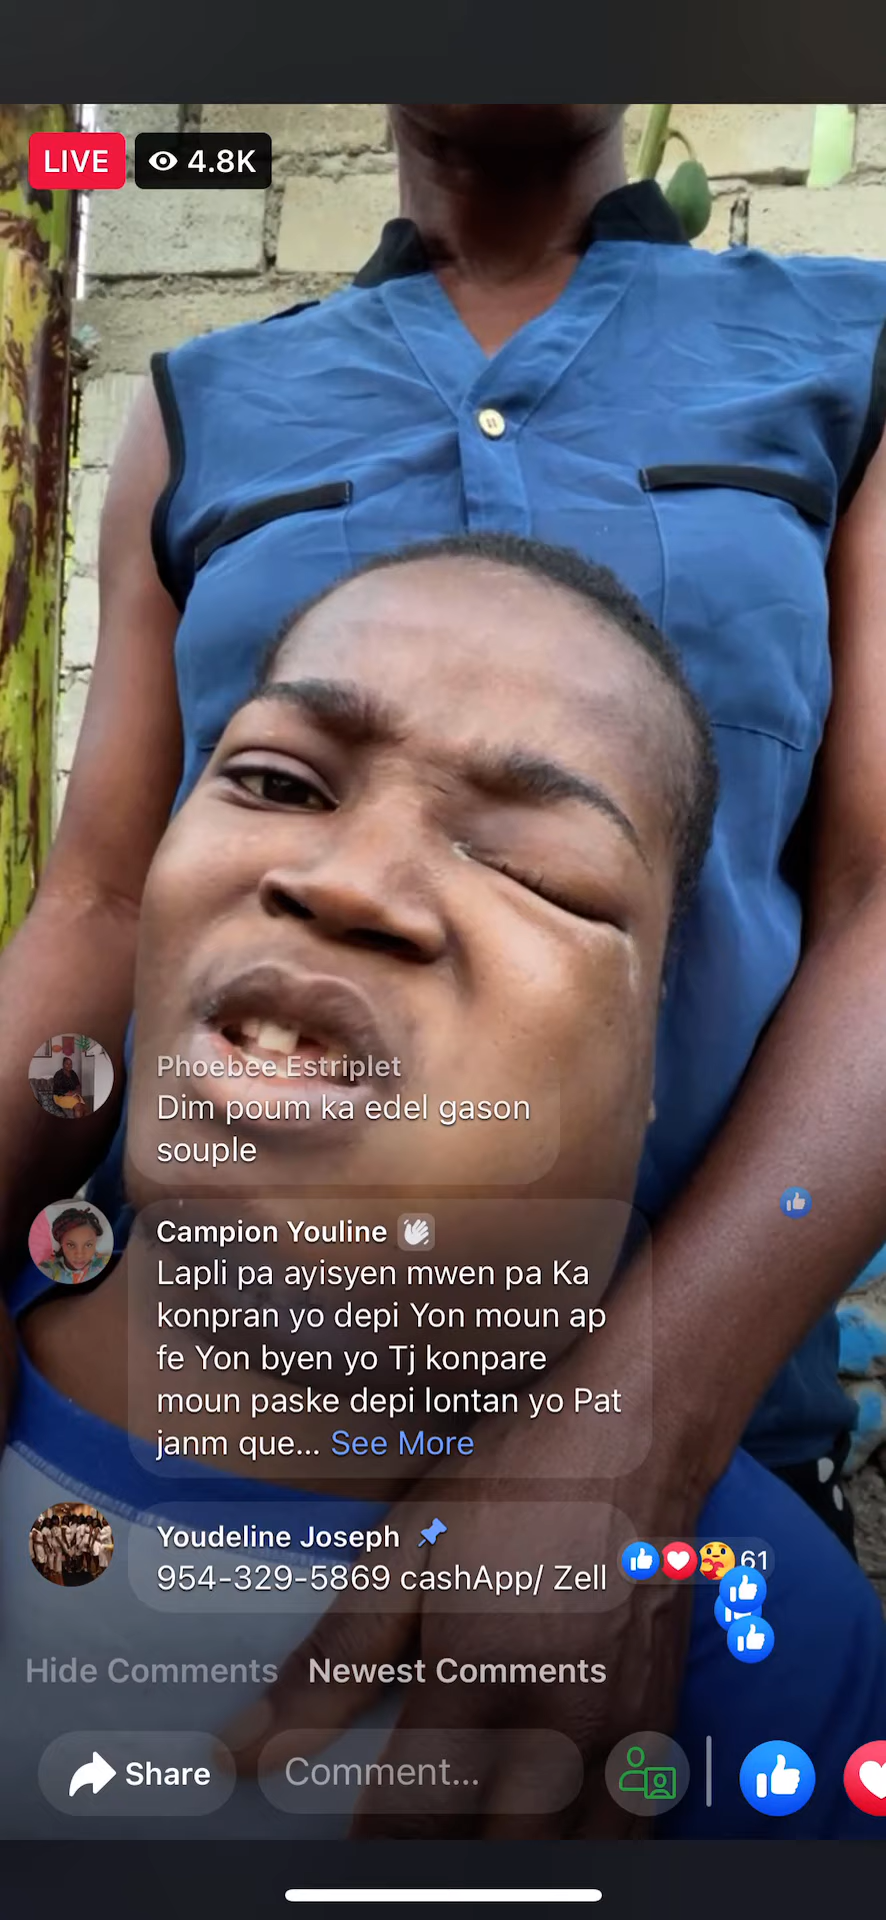 LIVE 4.8K
Phoebee Estriplet
Dim poum ka edel gason
souple
Campion Youline
Lapli pa ayisyen mwen pa Ka
konpran yo depi Yon moun ap
fe Yon byen yo Tj konpare
moun paske depi lontan yo Pat
janm que... See More
Youdeline Joseph
954-329-5869 cashApp/ Zell
61
Hide Comments Newest Comments
Share Comment...